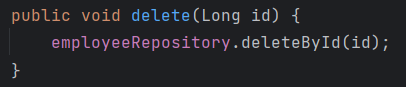 public void delete(Long id) {
    employeeRepository.deleteById(id);
}